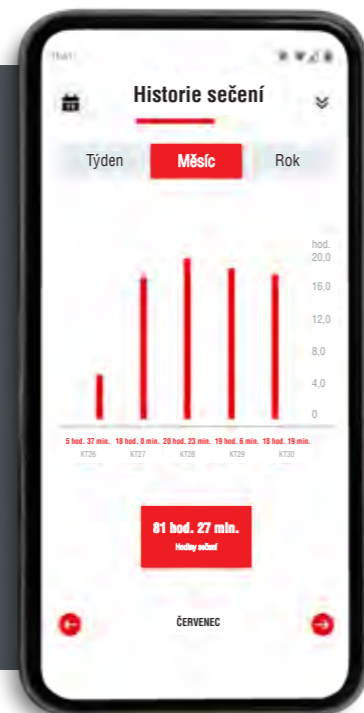 Historie sečení
Týden Měsíc Rok
hod.
20,0
16,0
12,0
8,0
4,0
0
5 hod. 37 min. 18 hod. 0 min. 20 hod. 23 min. 19 hod. 6 min. 18 hod. 19 min.
KT26 KT27 KT28 KT29 KT30
81 hod. 27 min.
Hodiny sečení
ČERVENEC